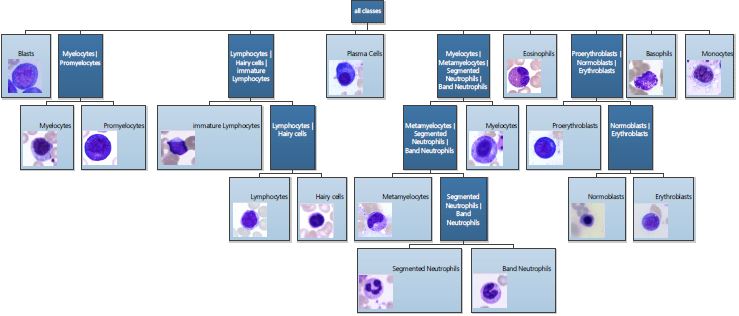 all classes
Blasts
Myelocytes |
Promyelocytes
Lymphocytes |
Hairy cells |
immature
Lymphocytes
Plasma Cells
Myelocytes |
Metamyelocytes |
Segmented
Neutrophils |
Band Neutrophils
Eosinophils
Proerythroblasts |
Normoblasts |
Erythroblasts
Basophils
Monocytes
Myelocytes
Promyelocytes
immature Lymphocytes
Lymphocytes |
Hairy cells
Metamyelocytes |
Segmented
Neutrophils |
Band Neutrophils
Myelocytes
Proerythroblasts
Normoblasts |
Erythroblasts
Lymphocytes
Hairy cells
Metamyelocytes
Segmented
Neutrophils |
Band
Neutrophils
Normoblasts
Erythroblasts
Segmented Neutrophils
Band Neutrophils